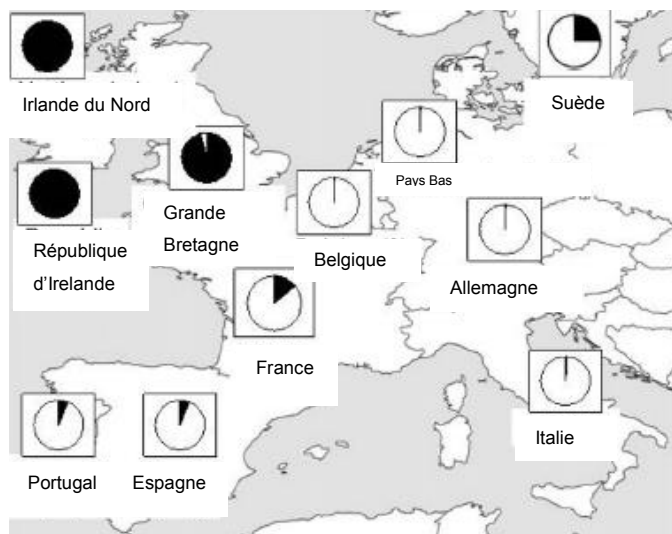 Irlande du Nord
Suède
Pays Bas
Grande
Bretagne
République
d'Irelande
Belgique
Allemagne
France
Italie
Portugal
Espagne